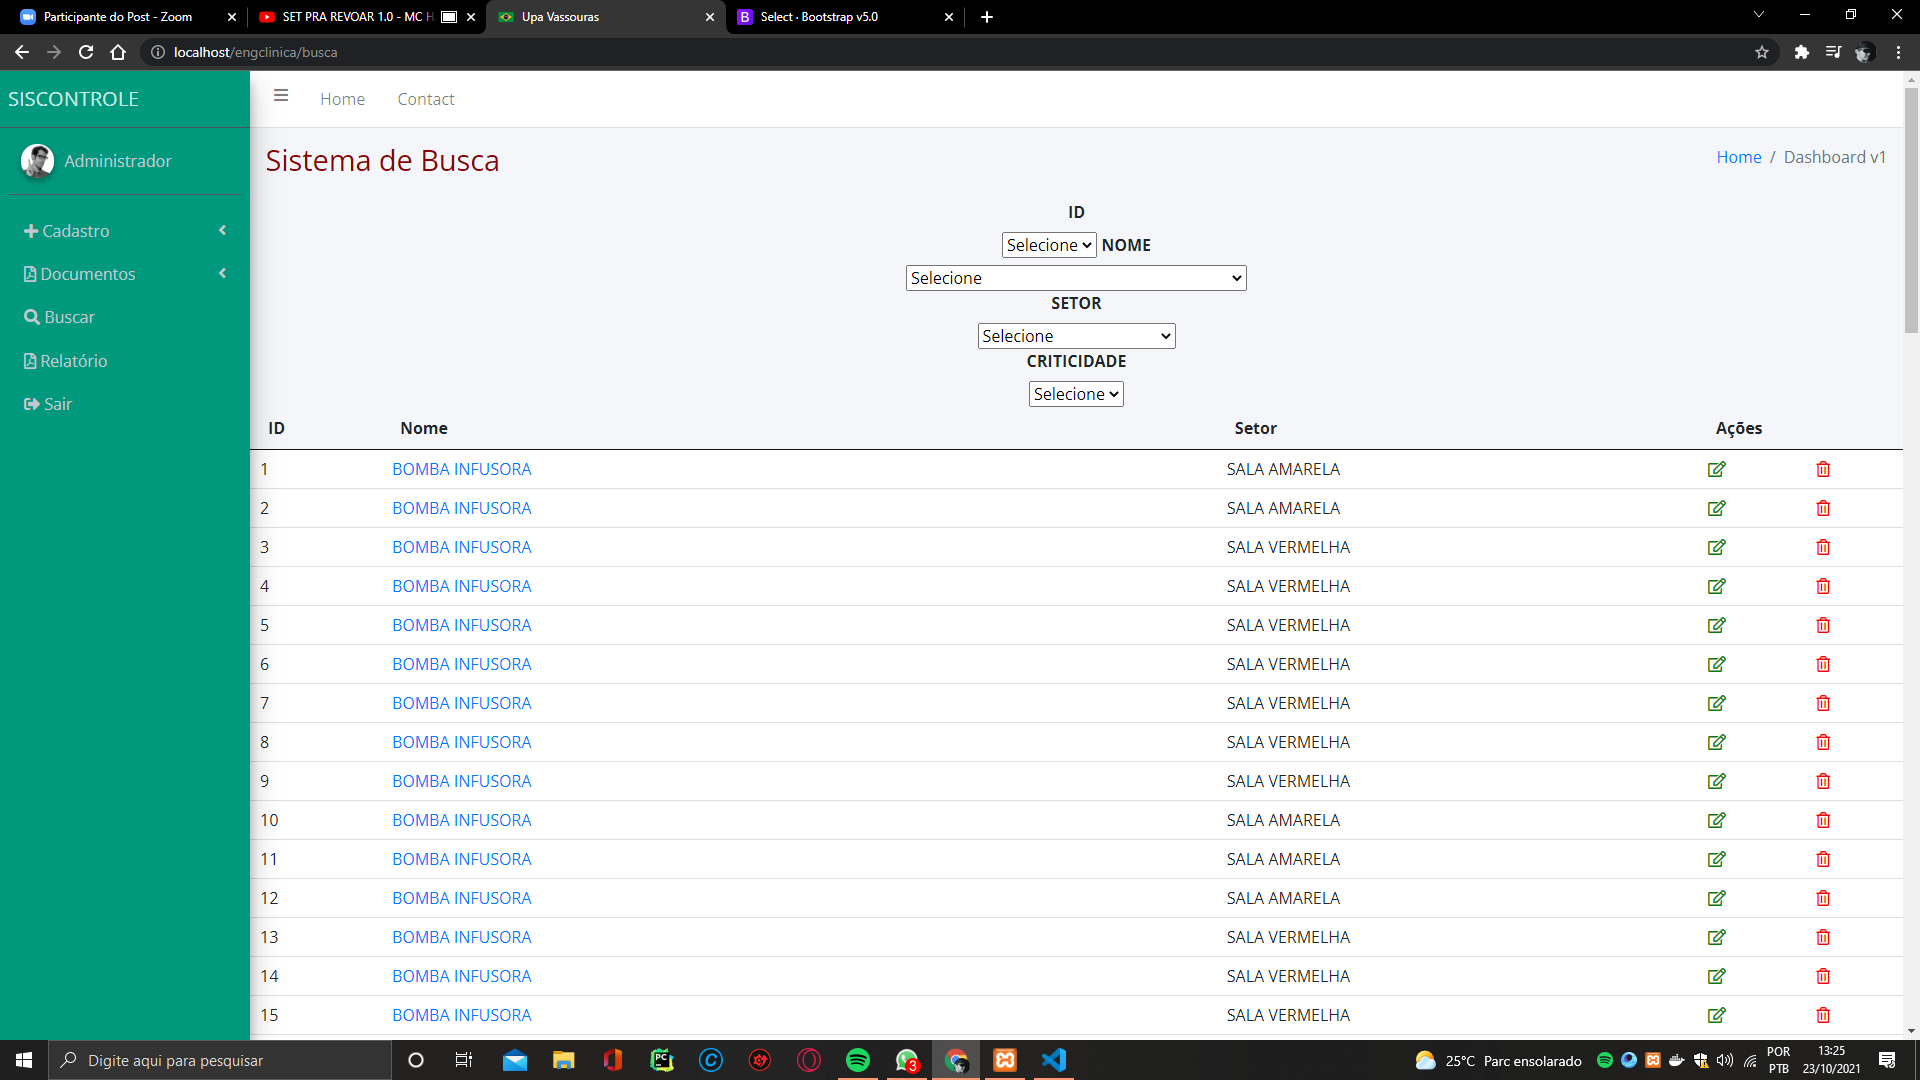 Participante do Post - Zoom
SET PRA REVOAR 1.0 - MC H
Upa Vassouras
Select · Bootstrap v5.0
localhost/engclinica/busca
SISCONTROLE
Home
Contact
Administrador
Sistema de Busca
Home / Dashboard v1
Cadastro
Documentos
Buscar
Relatório
Sair
ID
Selecione NOME
Selecione
SETOR
Selecione
CRITICIDADE
Selecione
ID Nome Setor Ações
1 BOMBA INFUSORA SALA AMARELA
2 BOMBA INFUSORA SALA AMARELA
3 BOMBA INFUSORA SALA VERMELHA
4 BOMBA INFUSORA SALA VERMELHA
5 BOMBA INFUSORA SALA VERMELHA
6 BOMBA INFUSORA SALA VERMELHA
7 BOMBA INFUSORA SALA VERMELHA
8 BOMBA INFUSORA SALA VERMELHA
9 BOMBA INFUSORA SALA VERMELHA
10 BOMBA INFUSORA SALA AMARELA
11 BOMBA INFUSORA SALA AMARELA
12 BOMBA INFUSORA SALA AMARELA
13 BOMBA INFUSORA SALA VERMELHA
14 BOMBA INFUSORA SALA VERMELHA
15 BOMBA INFUSORA SALA VERMELHA
Digite aqui para pesquisar
3
25°C Parc ensolarado
POR
PTB
13:25
23/10/2021